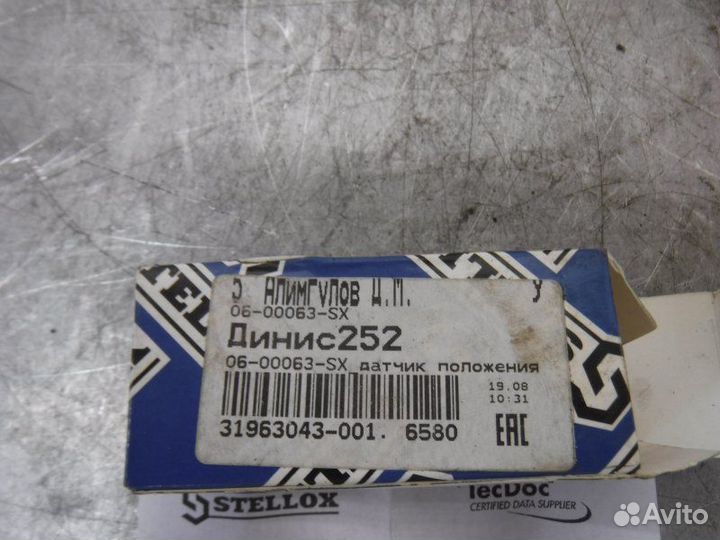 5 Алимгулов Д.М. У
06-00063-SX
Динис252
06-00063-SX датчик положения
19.08
10:31
31963043-001. 6580
EAC
STELLOX
TecDoc
CERTIFIED DATA SUPPLIER
Avito